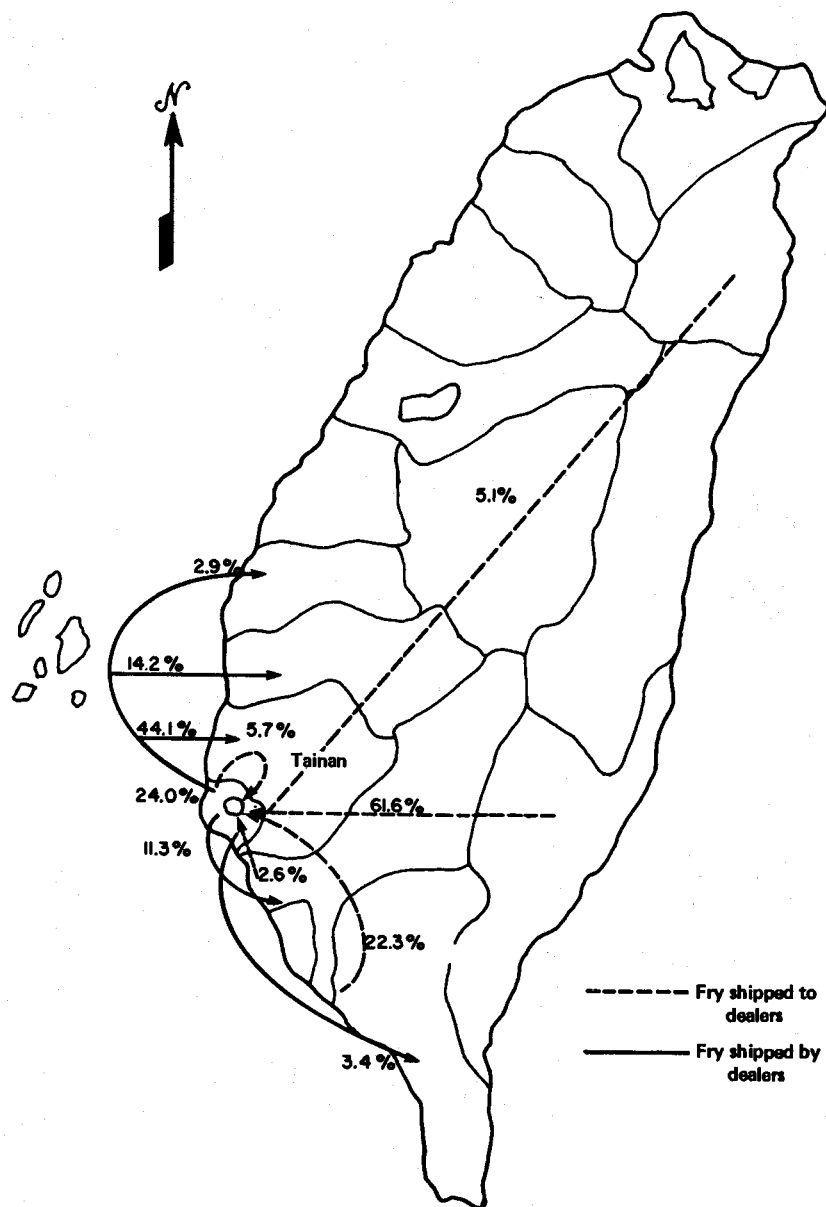 N
5.1%
2.9%
14.2%
44.1%
5.7%
Tainan
24.0%
61.6%
11.3%
2.6%
22.3%
3.4%
Fry shipped to
dealers
Fry shipped by
dealers